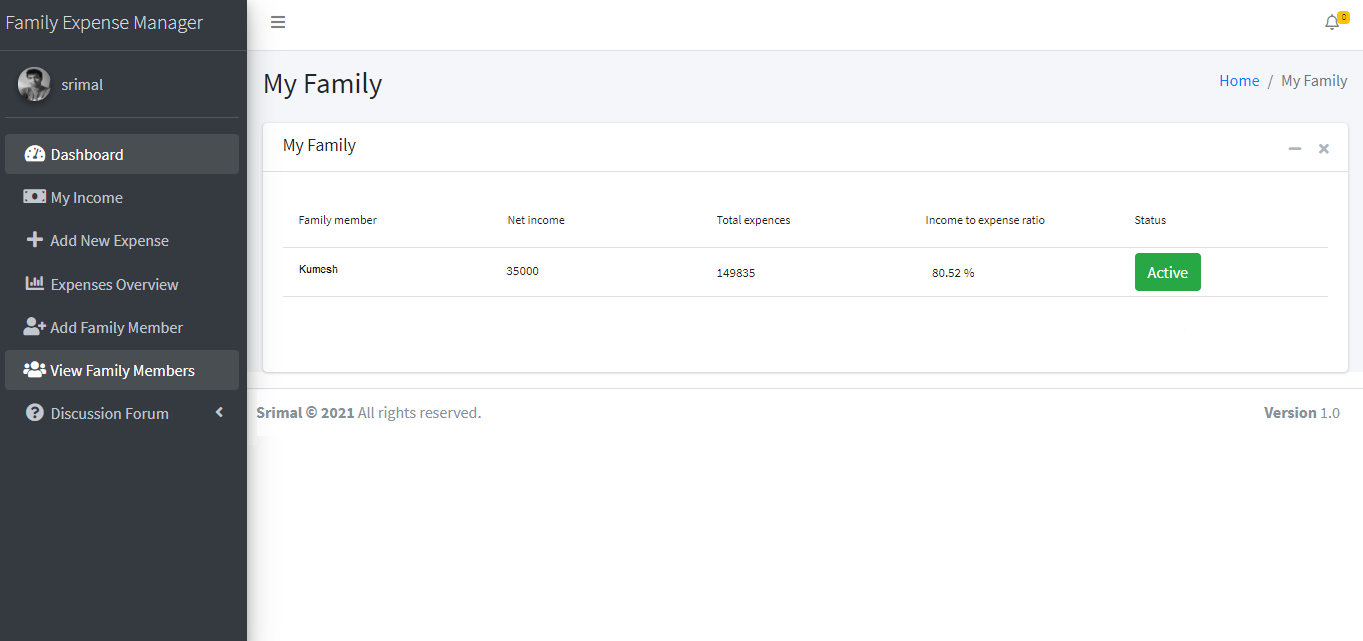 Family Expense Manager
0
srimal
My Family
Home / My Family
Dashboard
My Income
Add New Expense
Expenses Overview
Add Family Member
View Family Members
Discussion Forum
My Family
Family member Net income Total expences Income to expense ratio Status
Kumesh 35000 149835 80.52 % Active
Srimal © 2021 All rights reserved.
Version 1.0